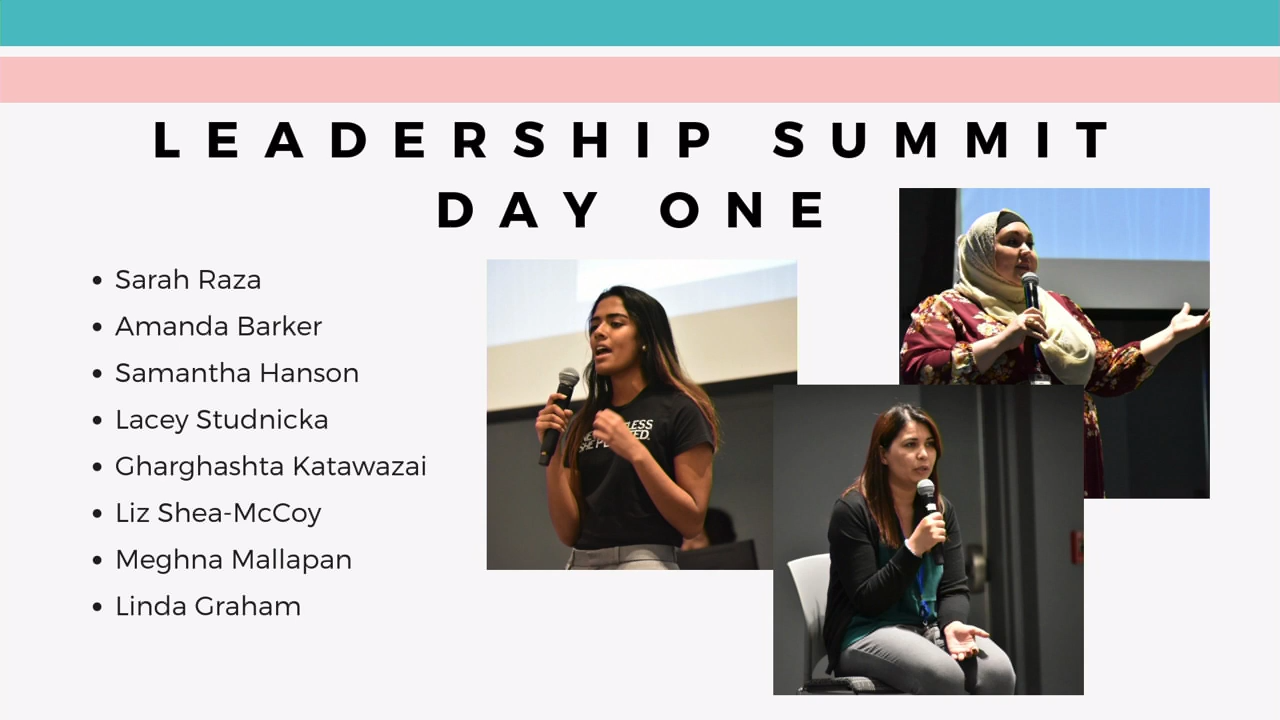 LEADERSHIP SUMMIT
DAY ONE
Sarah Raza
Amanda Barker
Samantha Hanson
Lacey Studnicka
Gharghashta Katawazai
Liz Shea-McCoy
Meghna Mallapan
Linda Graham